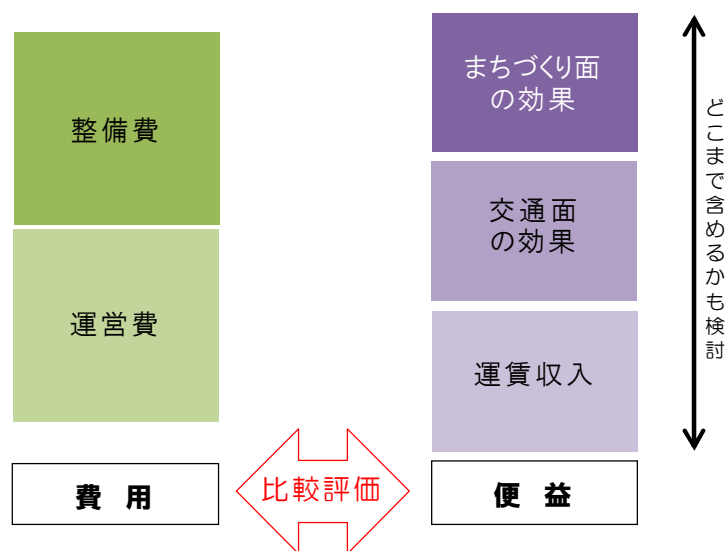 整備費
運営費
費 用
比較評価
まちづくり面
の効果
交通面
の効果
運賃収入
便 益
どこまで含めるかも検討